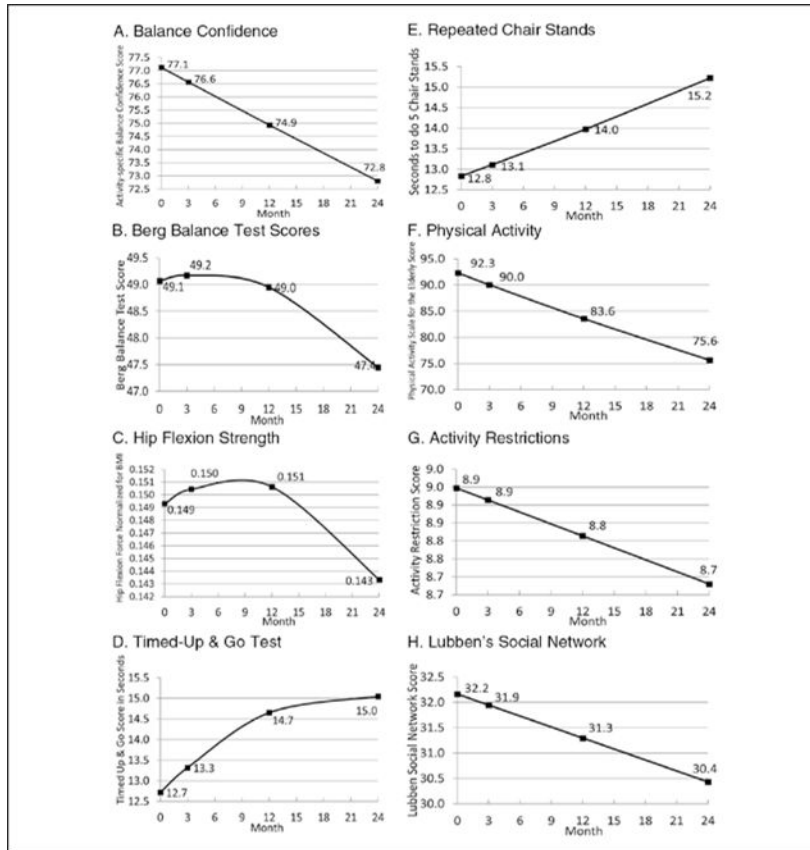 A. Balance Confidence
Activity-specific Balance Confidence Score
77.5
77.0
76.5
76.0
75.5
75.0
74.5
74.0
73.5
73.0
72.5
77.1
76.6
74.9
72.8
0 3 6 9 12 15 18 21 24
Month
B. Berg Balance Test Scores
Berg Balance Test Score
49.5
49.0
48.5
48.0
47.5
47.0
49.1
49.2
49.0
47.4
0 3 6 9 12 15 18 21 24
Month
C. Hip Flexion Strength
Hip Flexion Force Normalized for BMI
0.152
0.151
0.150
0.149
0.148
0.147
0.146
0.145
0.144
0.143
0.142
0.149
0.150
0.151
0.143
0 3 6 9 12 15 18 21 24
Month
D. Timed-Up & Go Test
Timed Up & Go Score in Seconds
15.5
15.0
14.5
14.0
13.5
13.0
12.5
12.7
13.3
14.7
15.0
0 3 6 9 12 15 18 21 24
Month
E. Repeated Chair Stands
Seconds to do 5 Chair Stands
15.5
15.0
14.5
14.0
13.5
13.0
12.5
12.8
13.1
14.0
15.2
0 3 6 9 12 15 18 21 24
Month
F. Physical Activity
Physical Activity Scale for the Elderly Score
95.0
90.0
85.0
80.0
75.0
70.0
92.3
90.0
83.6
75.6
0 3 6 9 12 15 18 21 24
Month
G. Activity Restrictions
Activity Restriction Score
9.0
8.9
8.9
8.8
8.8
8.7
8.7
8.9
8.9
8.8
8.7
0 3 6 9 12 15 18 21 24
Month
H. Lubben's Social Network
Lubben Social Network Score
32.5
32.0
31.5
31.0
30.5
30.0
32.2
31.9
31.3
30.4
0 3 6 9 12 15 18 21 24
Month